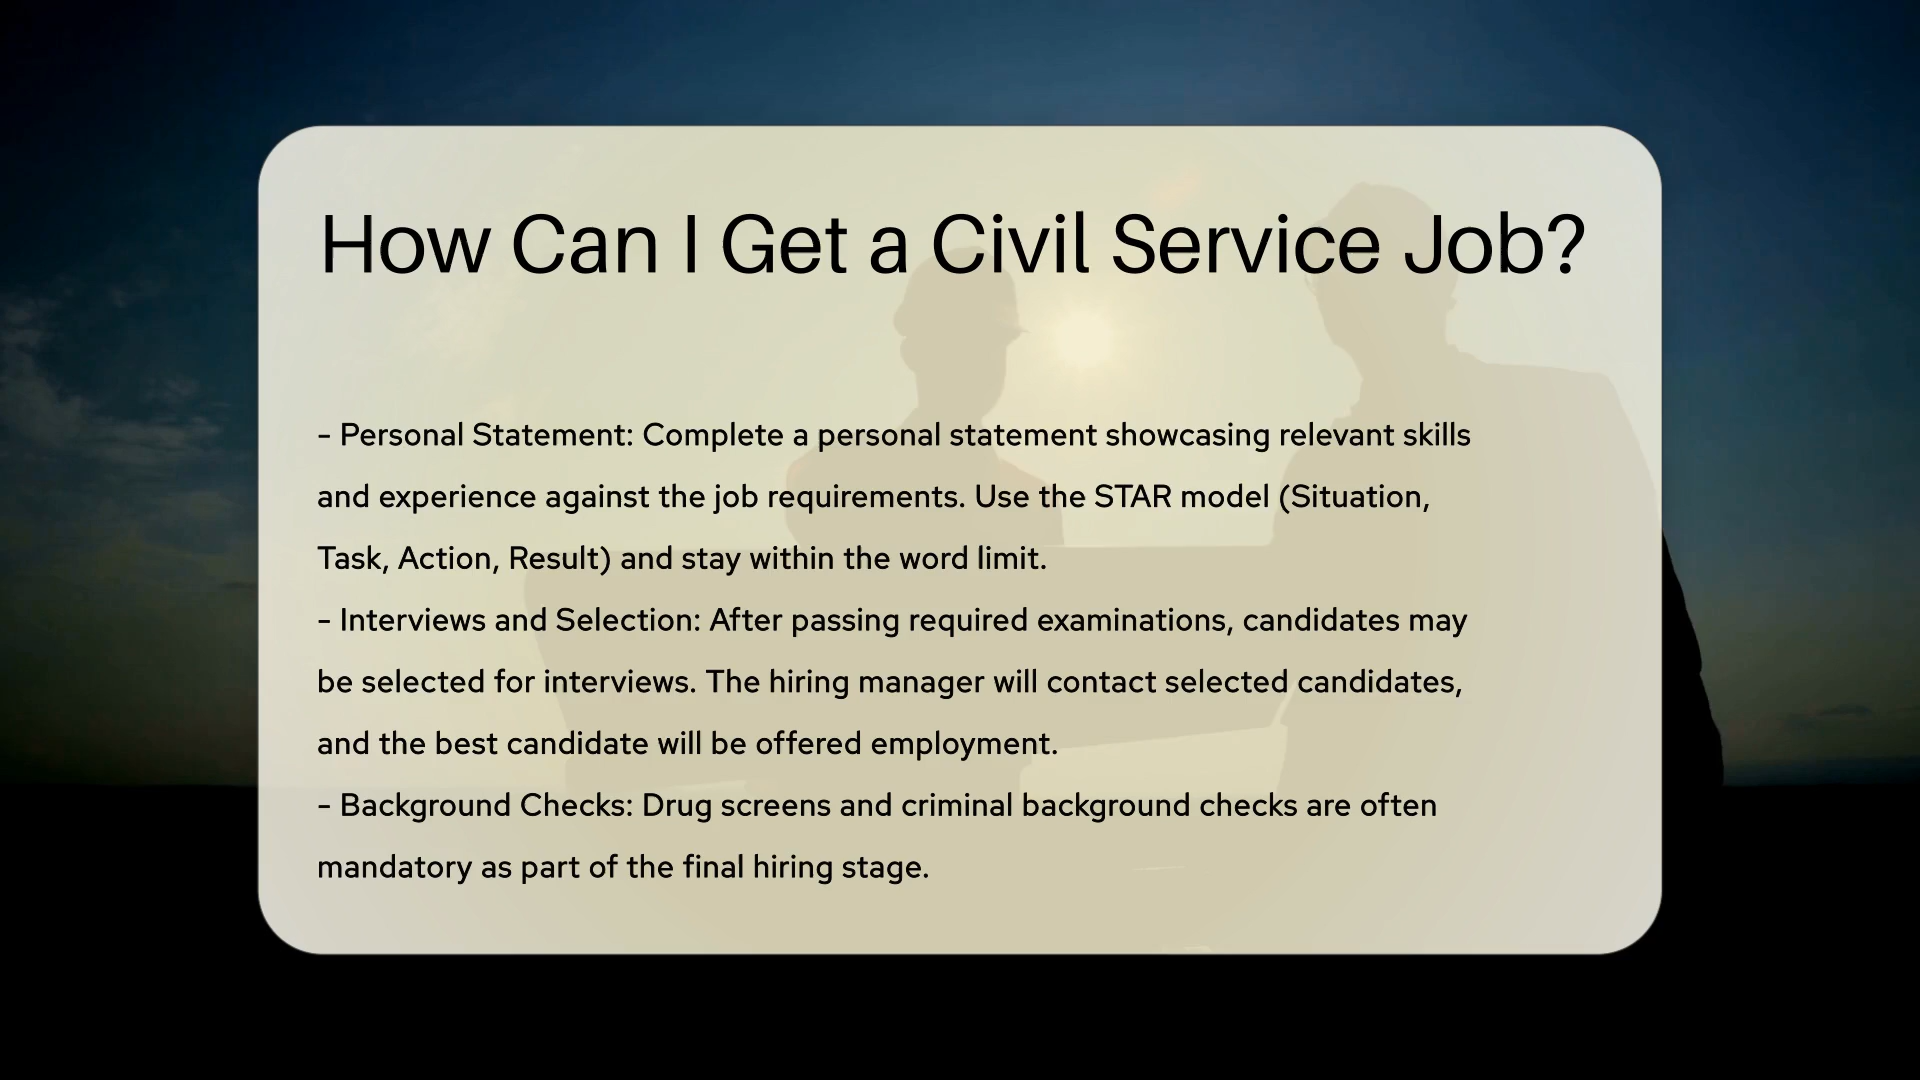 How Can I Get a Civil Service Job?
– Personal Statement: Complete a personal statement showcasing relevant skills
and experience against the job requirements. Use the STAR model (Situation,
Task, Action, Result) and stay within the word limit.
– Interviews and Selection: After passing required examinations, candidates may
be selected for interviews. The hiring manager will contact selected candidates,
and the best candidate will be offered employment.
– Background Checks: Drug screens and criminal background checks are often
mandatory as part of the final hiring stage.